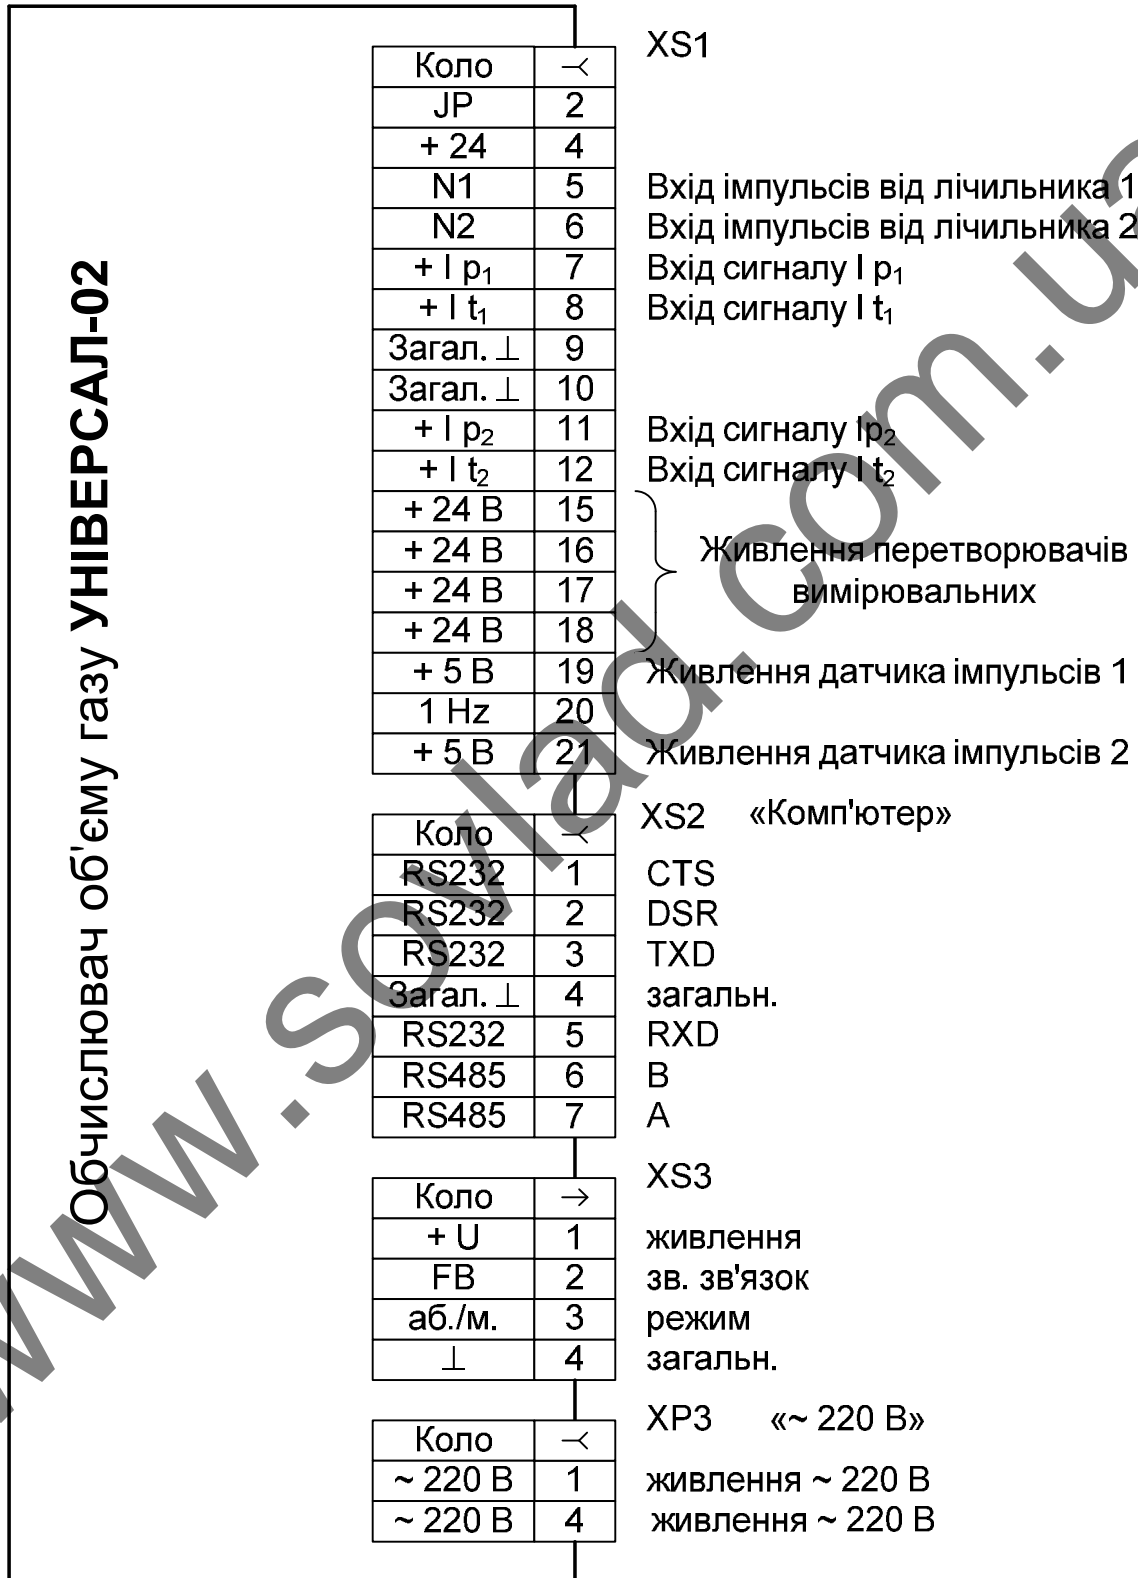 XS1
Коло
JP 2
+ 24 4
N1 5 Вхід імпульсів від лічильника 1
N2 6 Вхід імпульсів від лічильника 2
+ I p₁ 7 Вхід сигналу I p₁
+ I t₁ 8 Вхід сигналу I t₁
Загал. ⊥ 9
Загал. ⊥ 10
+ I p₂ 11 Вхід сигналу Ip₂
+ I t₂ 12 Вхід сигналу I t₂
+ 24 В 15
+ 24 В 16
+ 24 В 17
+ 24 В 18
Живлення перетворювачів
вимірювальних
+ 5 В 19 Живлення датчика імпульсів 1
1 Hz 20
+ 5 В 21 Живлення датчика імпульсів 2
XS2 «Комп'ютер»
Коло
RS232 1 CTS
RS232 2 DSR
RS232 3 TXD
Загал. ⊥ 4 загальн.
RS232 5 RXD
RS485 6 B
RS485 7 A
XS3
Коло →
+ U 1 живлення
FB 2 зв. зв'язок
аб./м. 3 режим
⊥ 4 загальн.
XP3 «~ 220 В»
Коло
~ 220 В 1 живлення ~ 220 В
~ 220 В 4 живлення ~ 220 В
Обчислювач об'єму газу УНІВЕРСАЛ-02
www.sovlad.com.ua